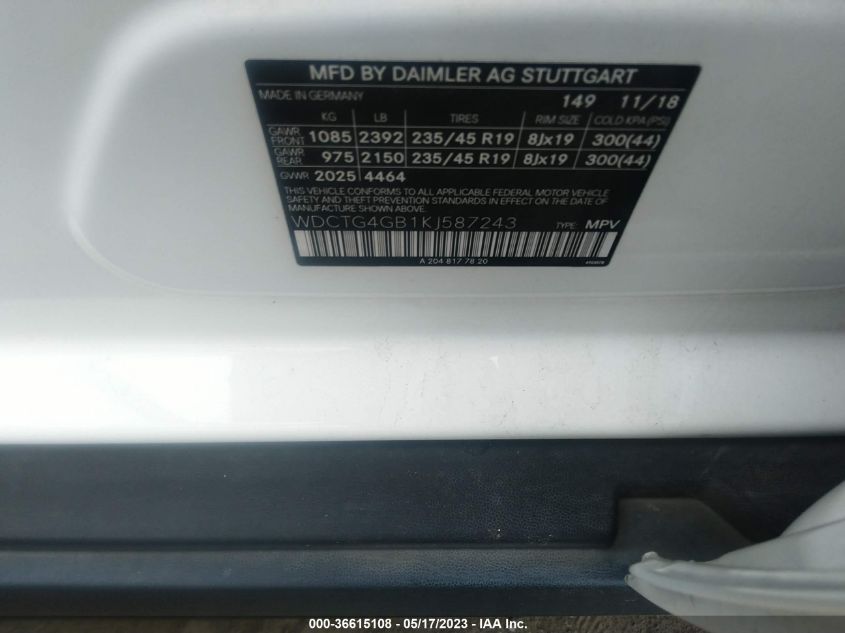 MFD BY DAIMLER AG STUTTGART
MADE IN GERMANY 149 11/18
KG LB TIRES RIM SIZE COLD KPA (PSI)
GAWR FRONT 1085 2392 235/45 R19 8Jx19 300(44)
GAWR REAR 975 2150 235/45 R19 8Jx19 300(44)
GVWR 2025 4464
THIS VEHICLE CONFORMS TO ALL APPLICABLE FEDERAL MOTOR VEHICLE
SAFETY AND THEFT PREVENTION STANDARDS IN EFFECT ON THE DATE
OF MANUFACTURE SHOWN ABOVE.
WDCTG4GB1KJ587243 TYPE: MPV
A 204 817 78 20
000-36615108 - 05/17/2023 - IAA Inc.